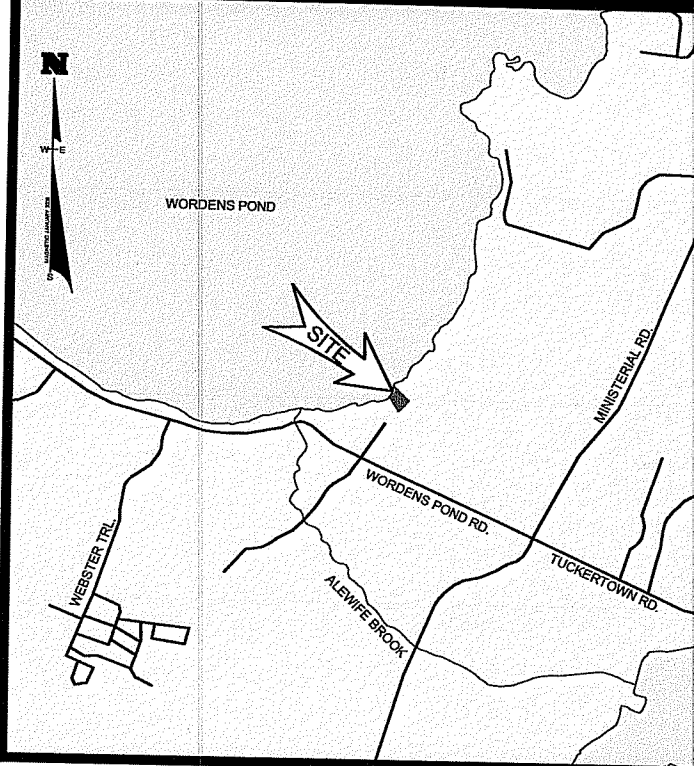 N
W E
S
WORDENS POND
SITE
MINISTERIAL RD.
WORDENS POND RD.
TUCKERTOWN RD.
WEBSTER TRL.
ALEWIFE BROOK